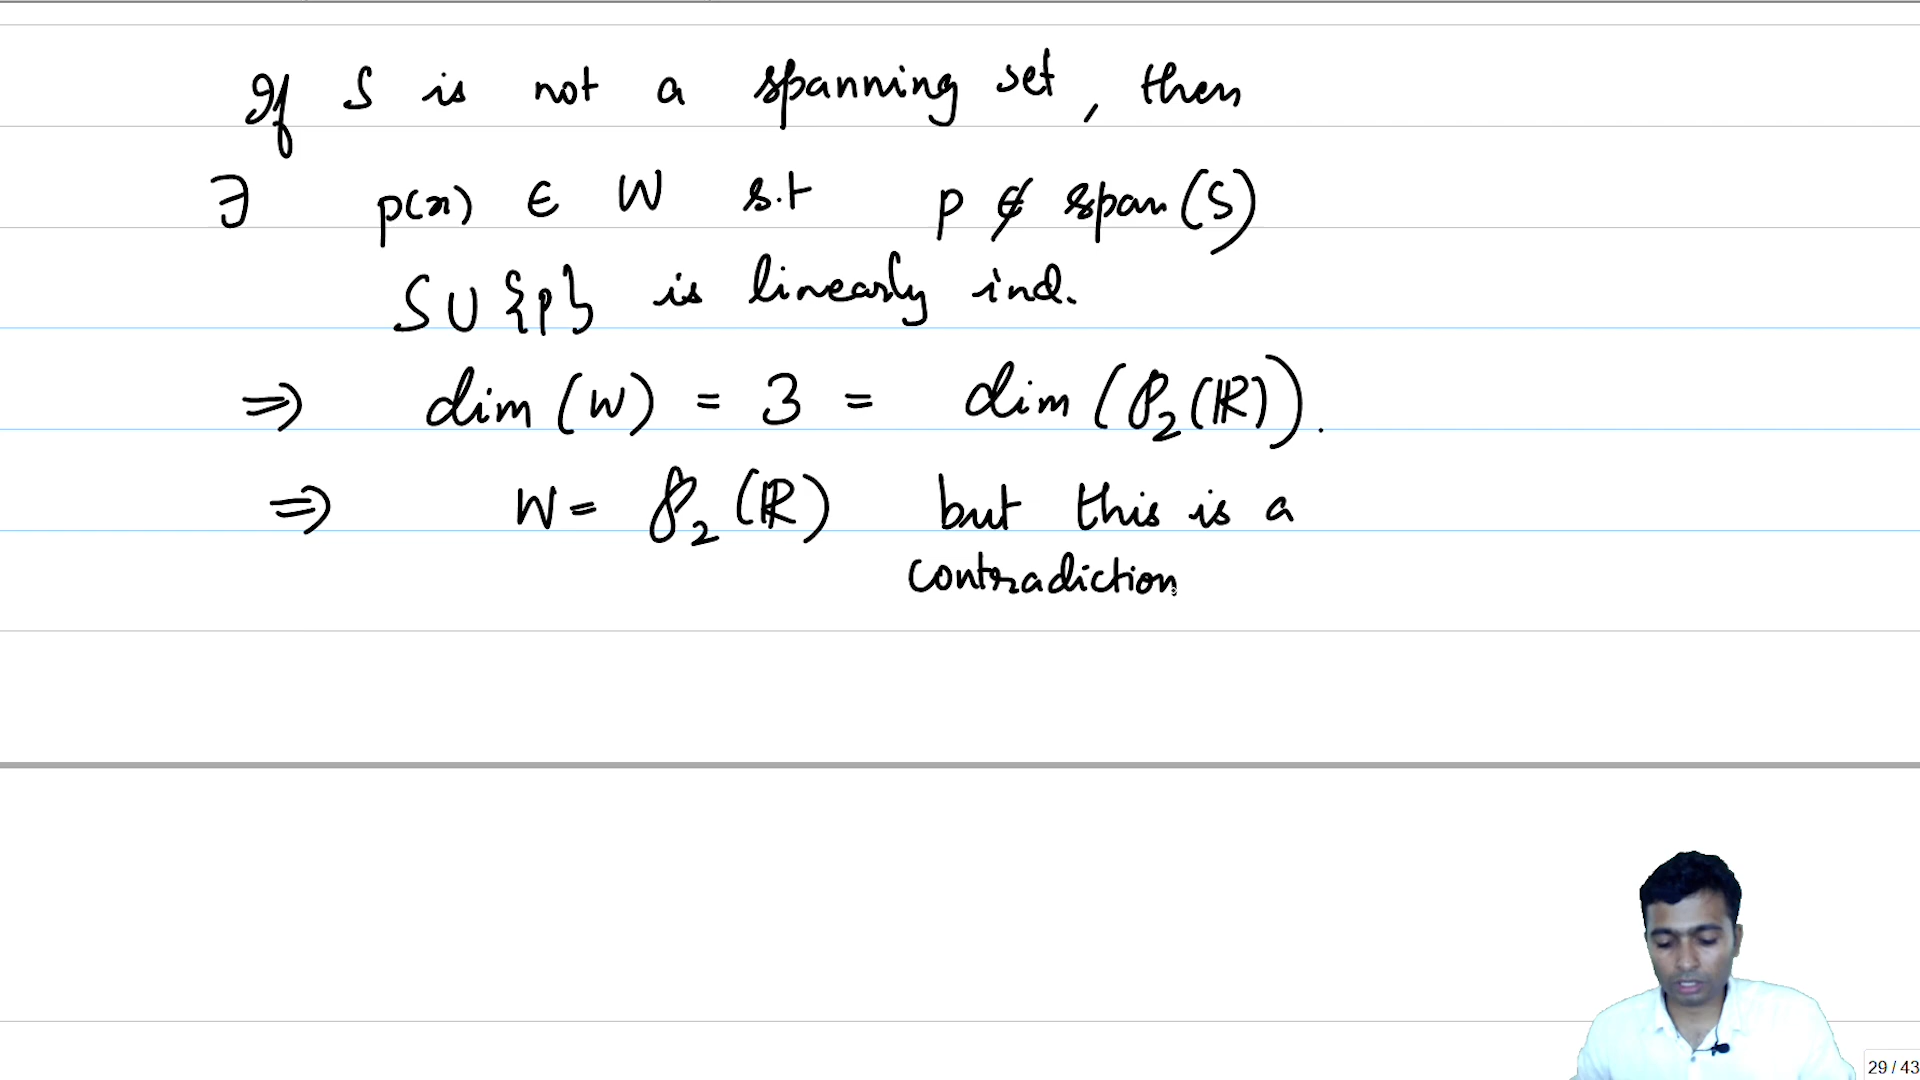 If S is not a spanning set, then
∃ p(x) ∈ W s.t p ∉ span(S)
S ∪ {p} is linearly ind.
⇒ dim(W) = 3 = dim(P₂(ℝ)).
⇒ W = P₂(ℝ) but this is a
contradiction
29 / 43